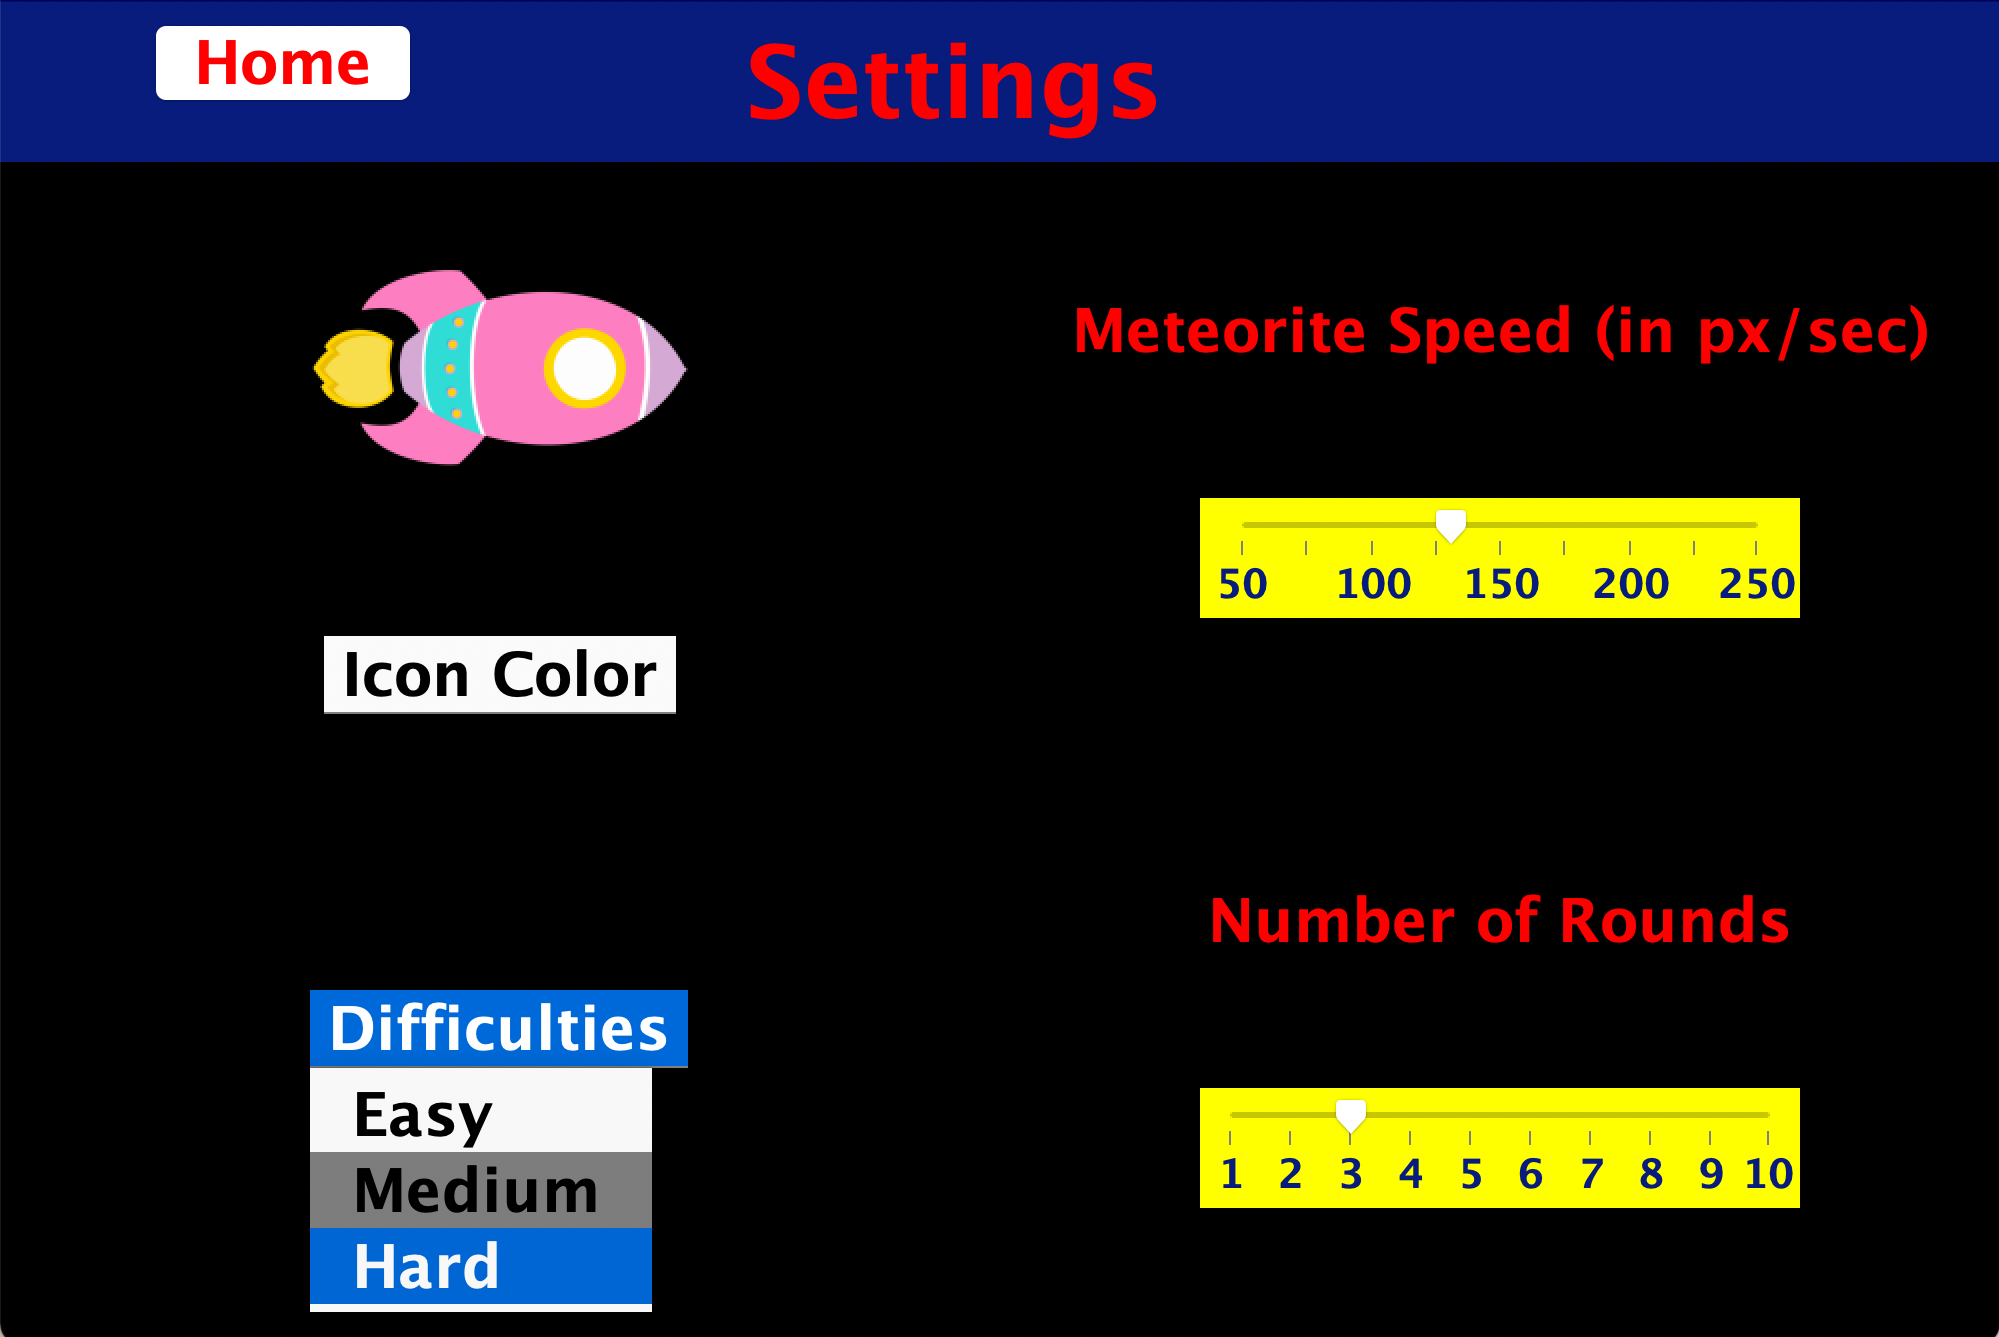 Home
Settings
Meteorite Speed (in px/sec)
50 100 150 200 250
Icon Color
Number of Rounds
Difficulties
Easy
Medium
Hard
1 2 3 4 5 6 7 8 9 10